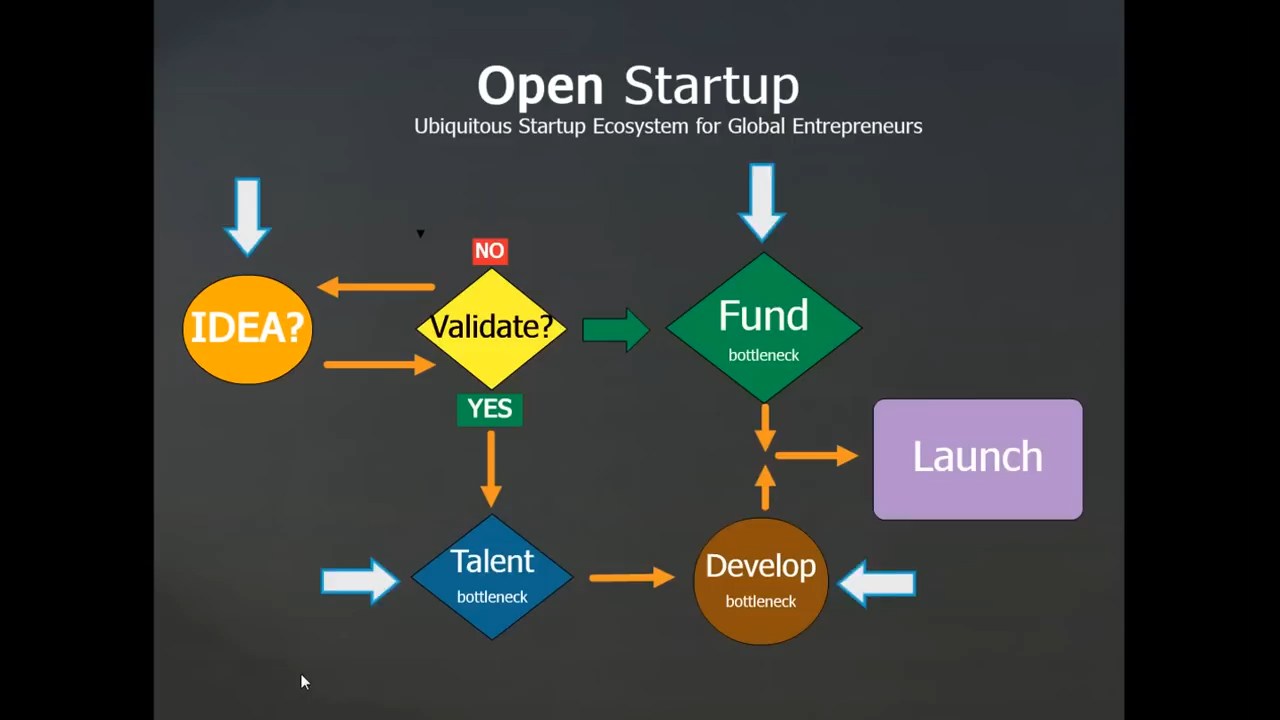 Open Startup
Ubiquitous Startup Ecosystem for Global Entrepreneurs
NO
IDEA?
Validate?
Fund
bottleneck
YES
Launch
Talent
bottleneck
Develop
bottleneck